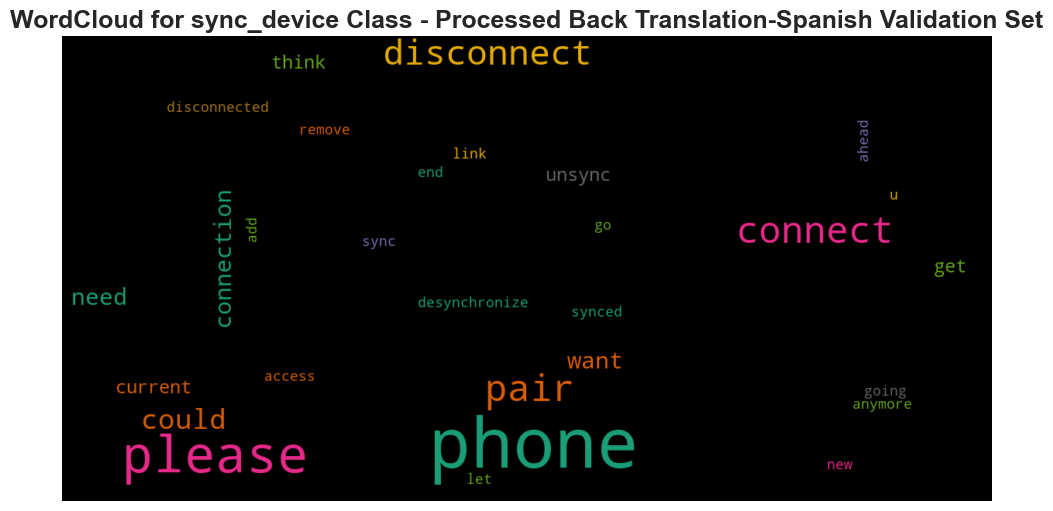 WordCloud for sync_device Class - Processed Back Translation-Spanish Validation Set
disconnect
think
disconnected
remove
ahead
link
end
unsync
u
connection
add
go
connect
sync
get
need
desynchronize
synced
want
access
current
pair
going
anymore
could
phone
please
new
let